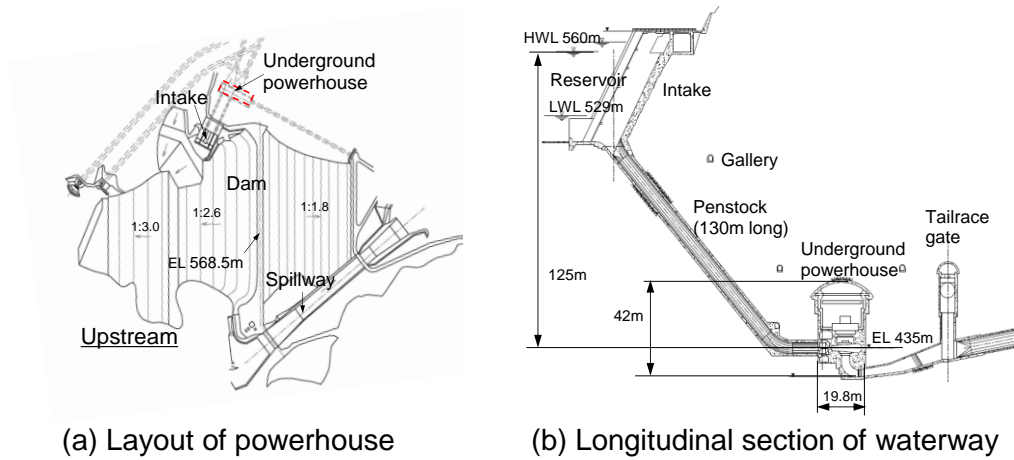 Underground
powerhouse
Intake
Dam
1:3.0
1:2.6
1:1.8
EL 568.5m
Spillway
Upstream
(a) Layout of powerhouse
HWL 560m
Reservoir
Intake
LWL 529m
Gallery
Penstock
(130m long)
Tailrace
gate
Underground
powerhouse
125m
42m
EL 435m
19.8m
(b) Longitudinal section of waterway